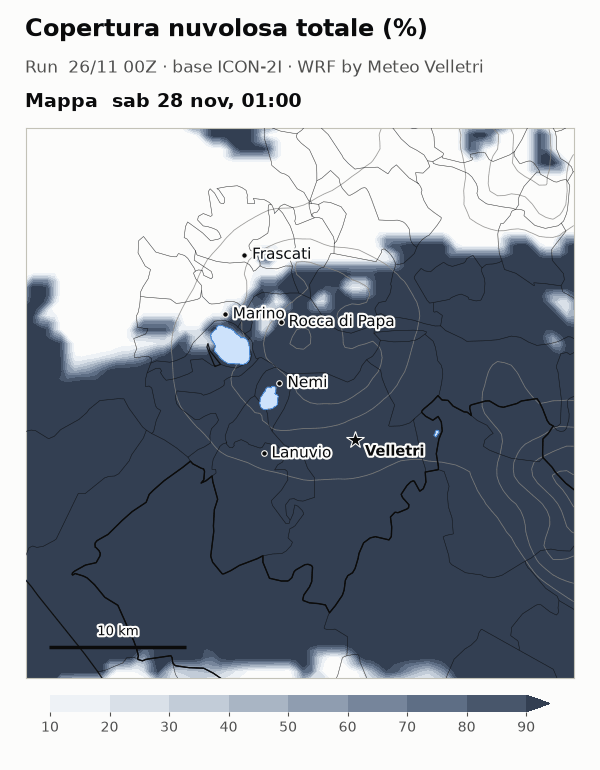 Copertura nuvolosa totale (%)
Run  26/11 00Z · base ICON-2I · WRF by Meteo Velletri
Mappa  sab 28 nov, 01:00
Frascati
Marino
Rocca di Papa
Nemi
Velletri
Lanuvio
10 km
10 20 30 40 50 60 70 80 90